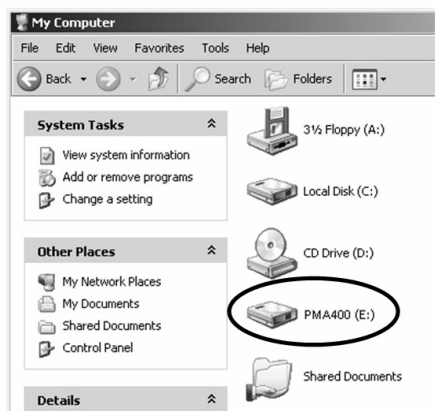 My Computer
File Edit View Favorites Tools Help
Back Search Folders
System Tasks
View system information
Add or remove programs
Change a setting
Other Places
My Network Places
My Documents
Shared Documents
Control Panel
Details
3½ Floppy (A:)
Local Disk (C:)
CD Drive (D:)
PMA400 (E:)
Shared Documents